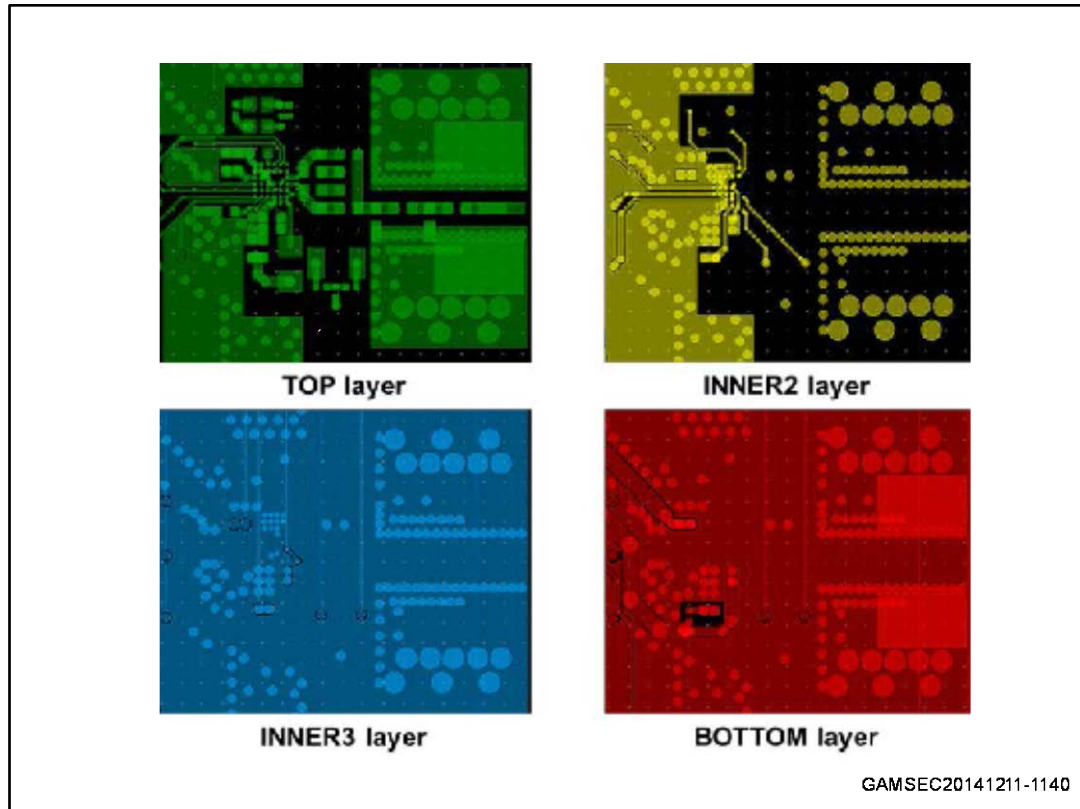 TOP layer
INNER2 layer
INNER3 layer
BOTTOM layer
GAMSEC20141211-1140